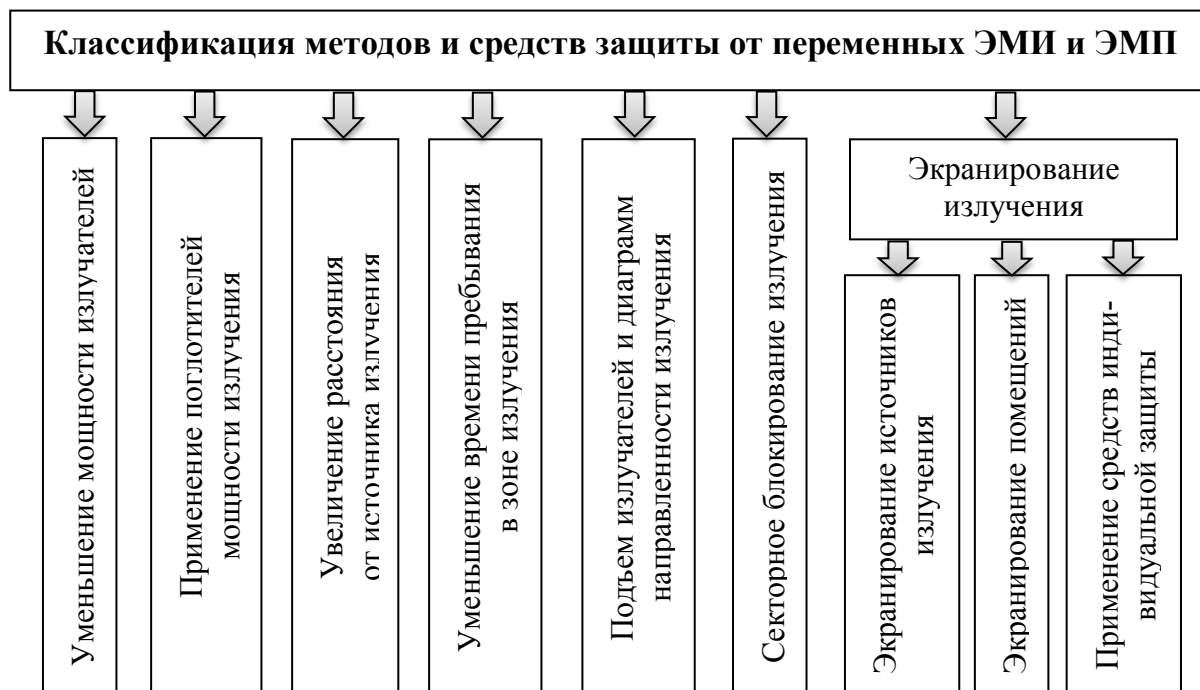 Классификация методов и средств защиты от переменных ЭМИ и ЭМП
Уменьшение мощности излучателей
Применение поглотителей
мощности излучения
Увеличение расстояния
от источника излучения
Уменьшение времени пребывания
в зоне излучения
Подъем излучателей и диаграмм
направленности излучения
Секторное блокирование излучения
Экранирование
излучения
Экранирование источников
излучения
Экранирование помещений
Применение средств инди-
видуальной защиты